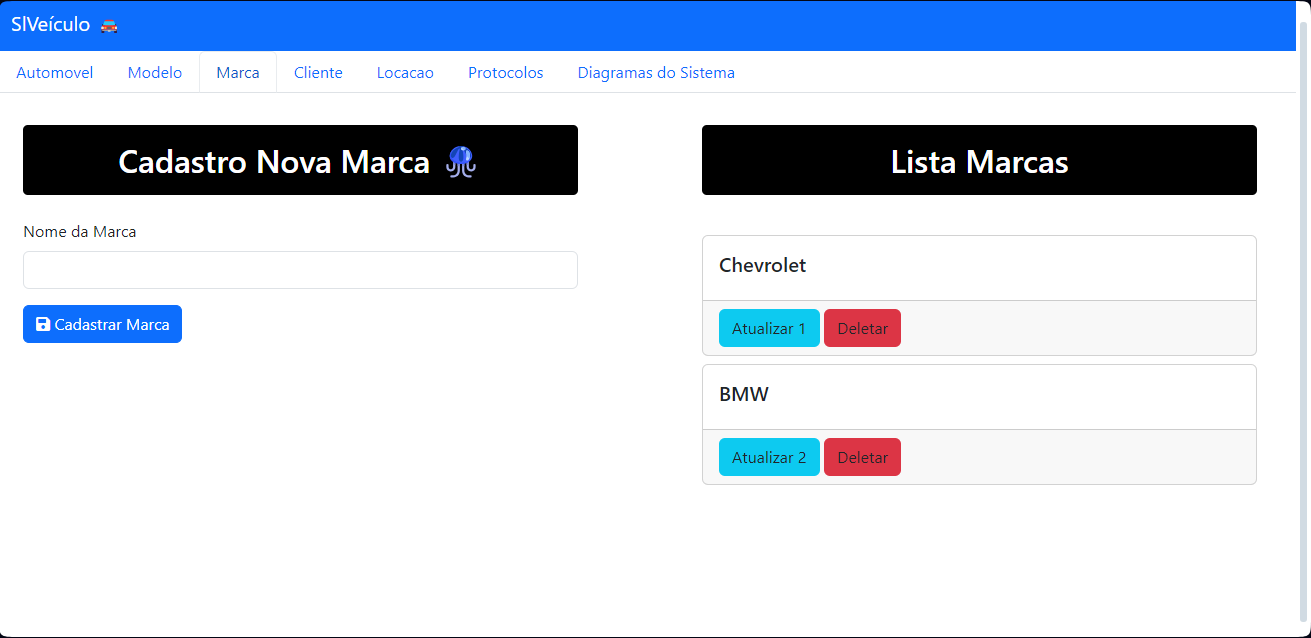 SlVeículo 🚘
Automovel Modelo Marca Cliente Locacao Protocolos Diagramas do Sistema
Cadastro Nova Marca
Nome da Marca
Cadastrar Marca
Lista Marcas
Chevrolet
Atualizar 1 Deletar
BMW
Atualizar 2 Deletar